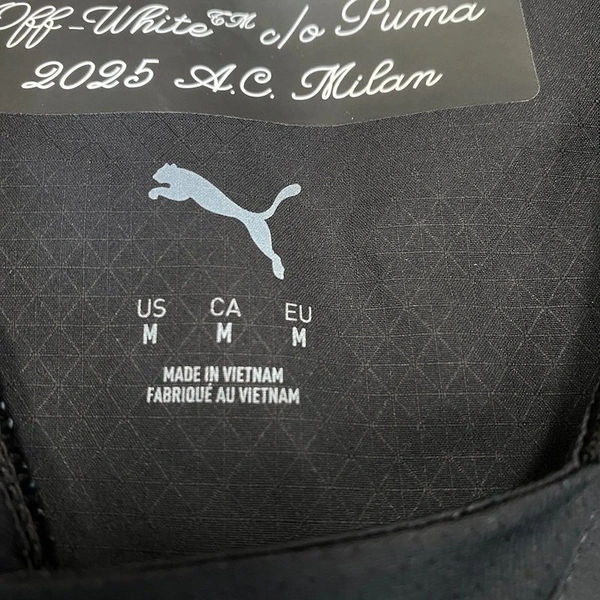 Off-White™ c/o Puma
2025 A.C. Milan
US CA EU
M M M
MADE IN VIETNAM
FABRIQUÉ AU VIETNAM